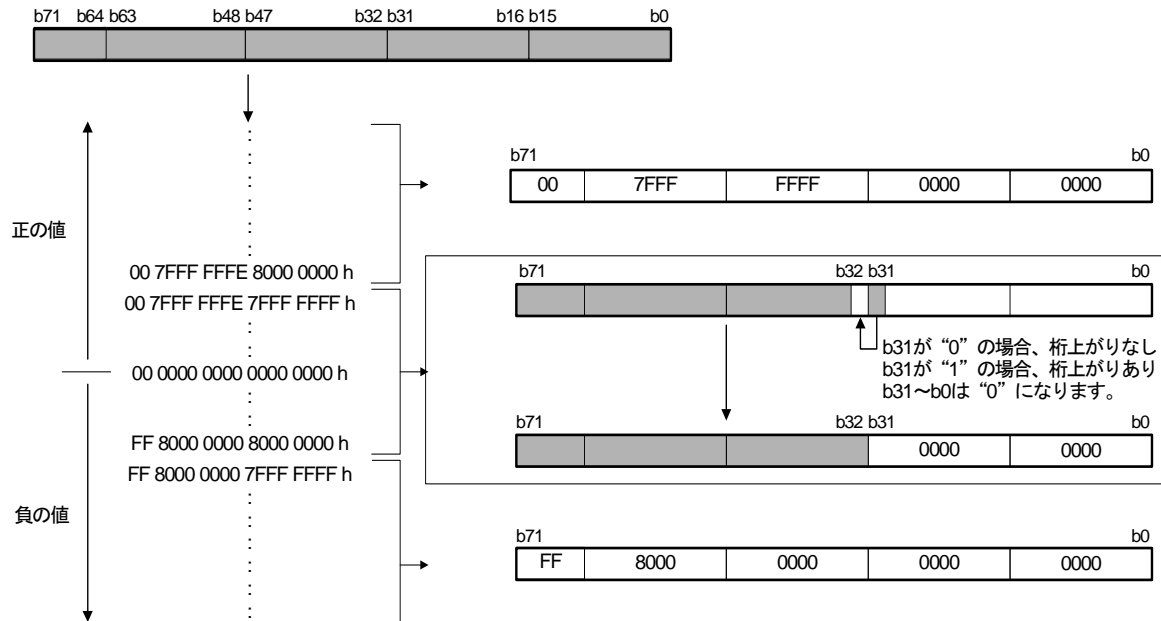 b71 b64 b63 b48 b47 b32 b31 b16 b15 b0
b71 b0
00 7FFF FFFF 0000 0000
正の値
00 7FFF FFFE 8000 0000 h
00 7FFF FFFE 7FFF FFFF h
00 0000 0000 0000 0000 h
FF 8000 0000 8000 0000 h
FF 8000 0000 7FFF FFFF h
負の値
b71 b32 b31 b0
b31が“0”の場合、桁上がりなし
b31が“1”の場合、桁上がりあり
b31～b0は“0”になります。
b71 b32 b31 b0
0000 0000
b71 b0
FF 8000 0000 0000 0000